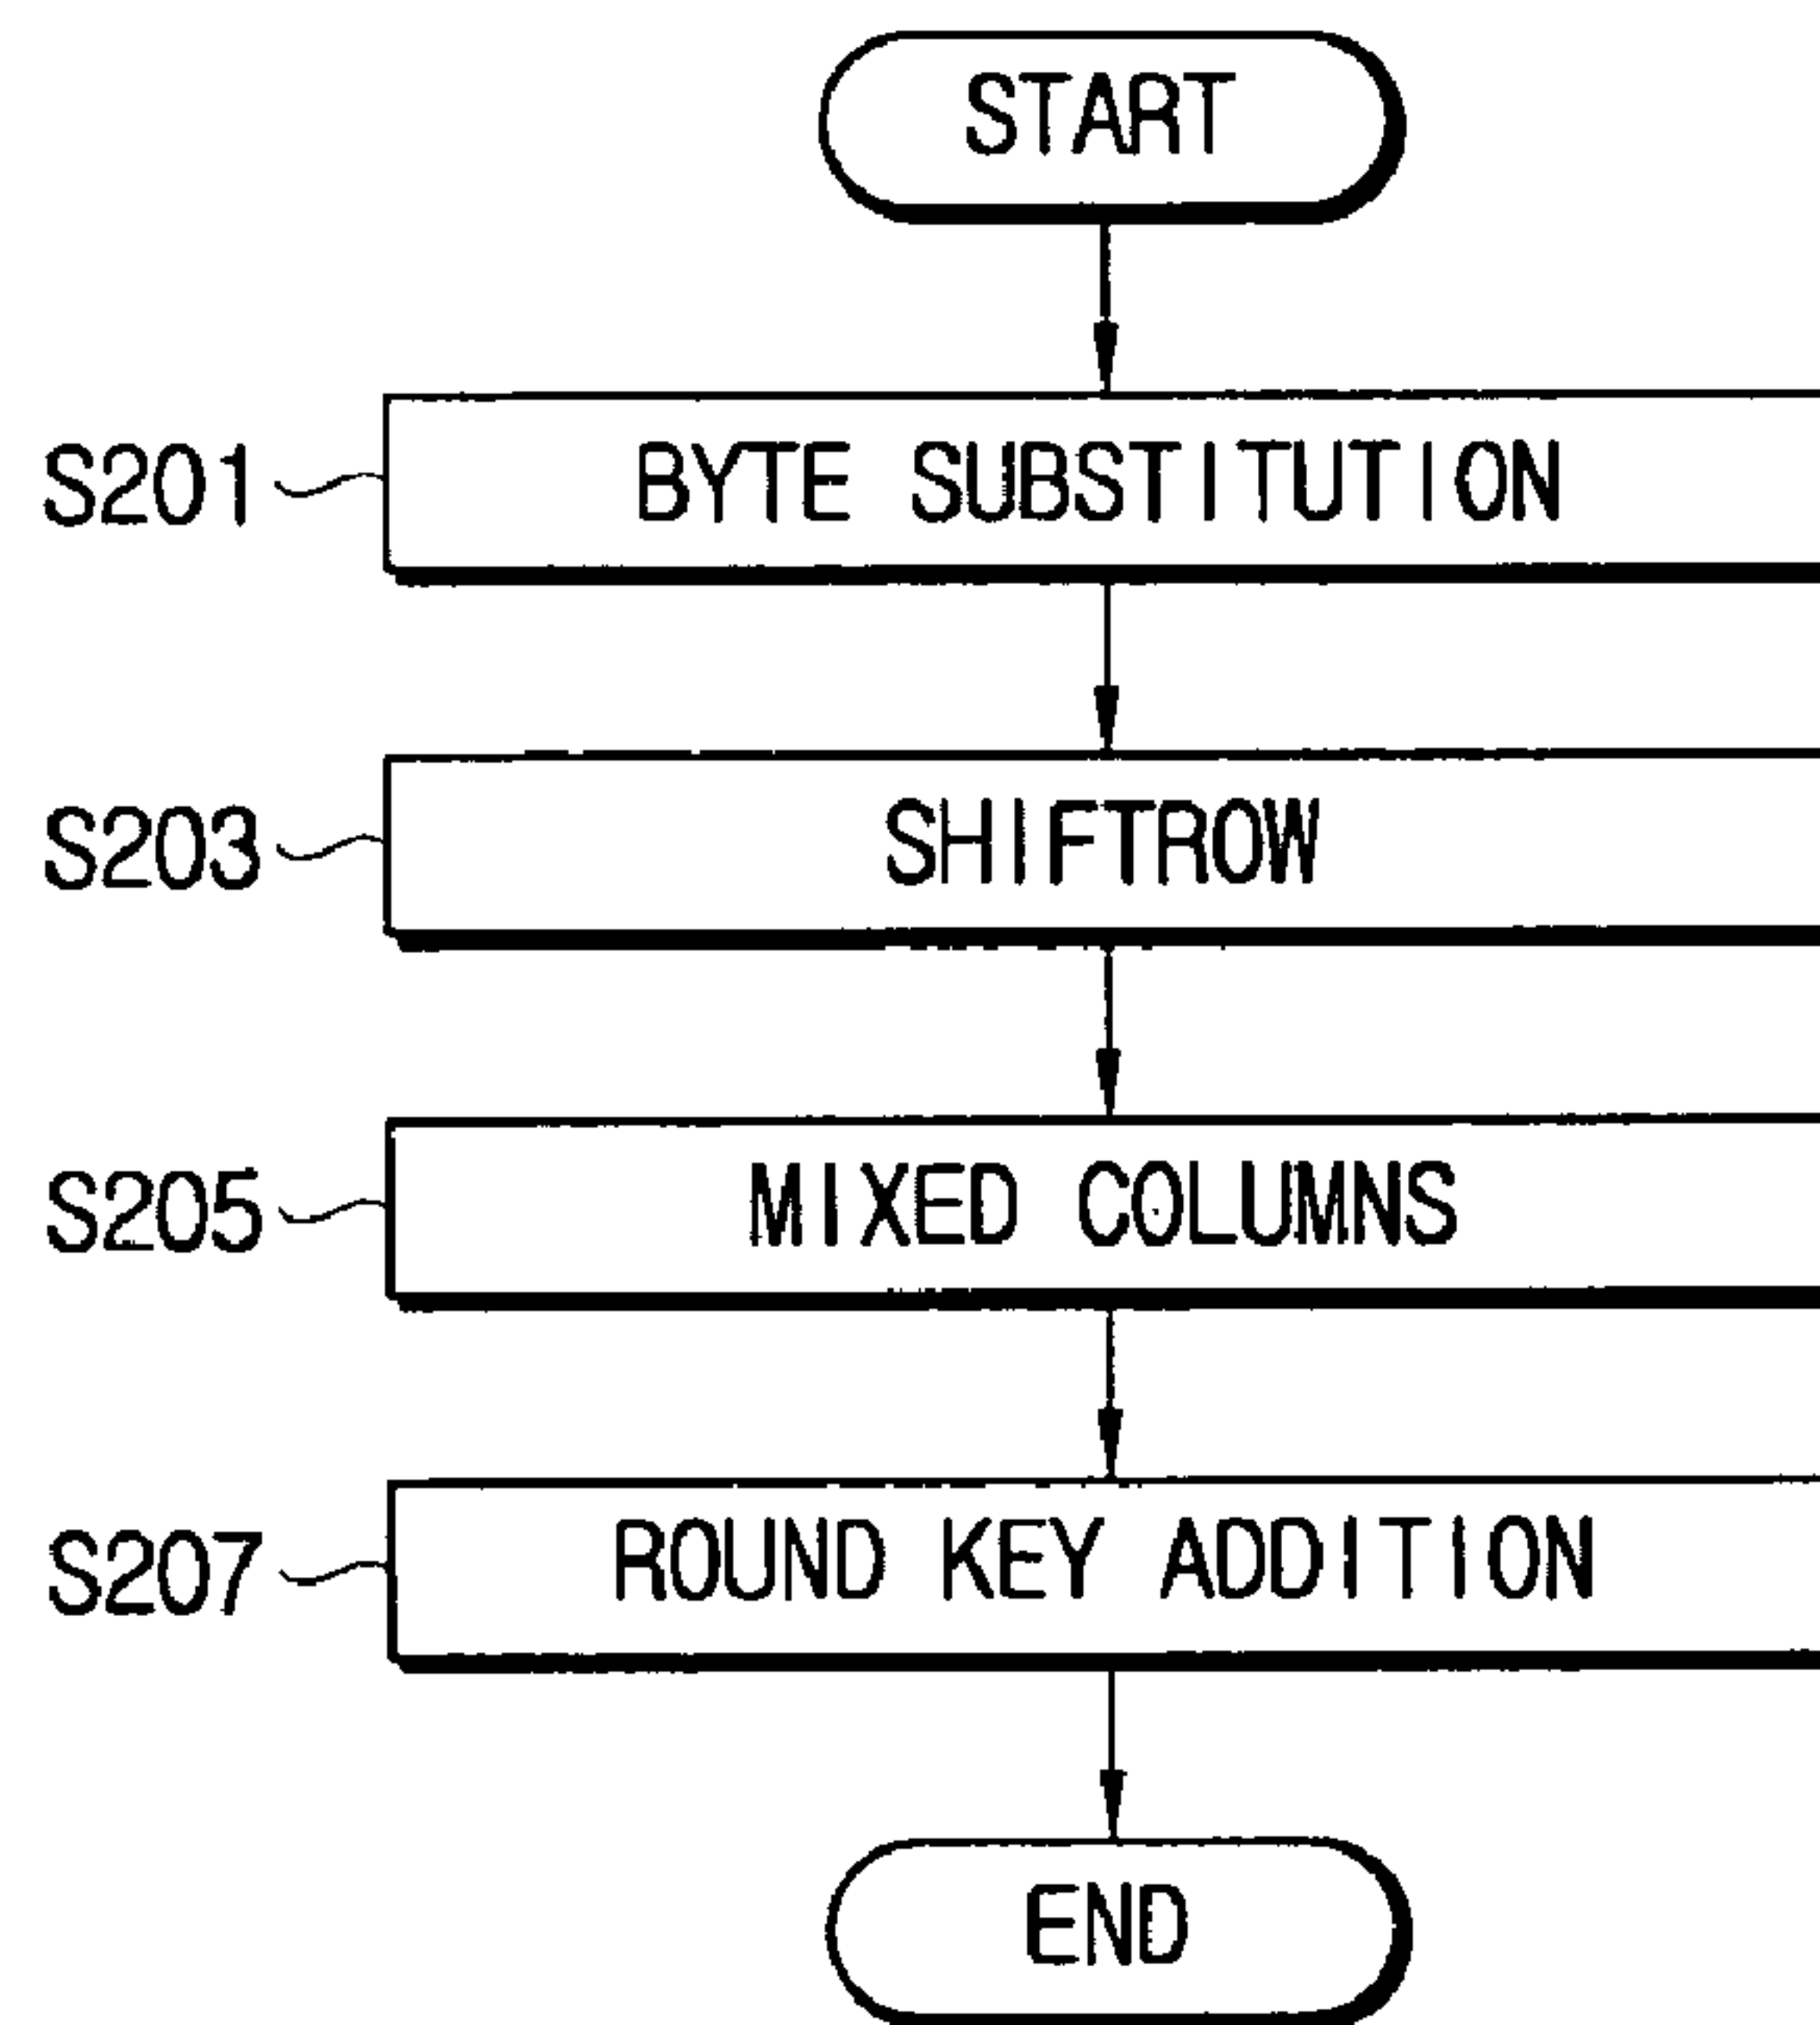 START
S201 BYTE SUBSTITUTION
S203 SHIFTROW
S205 MIXED COLUMNS
S207 ROUND KEY ADDITION
END